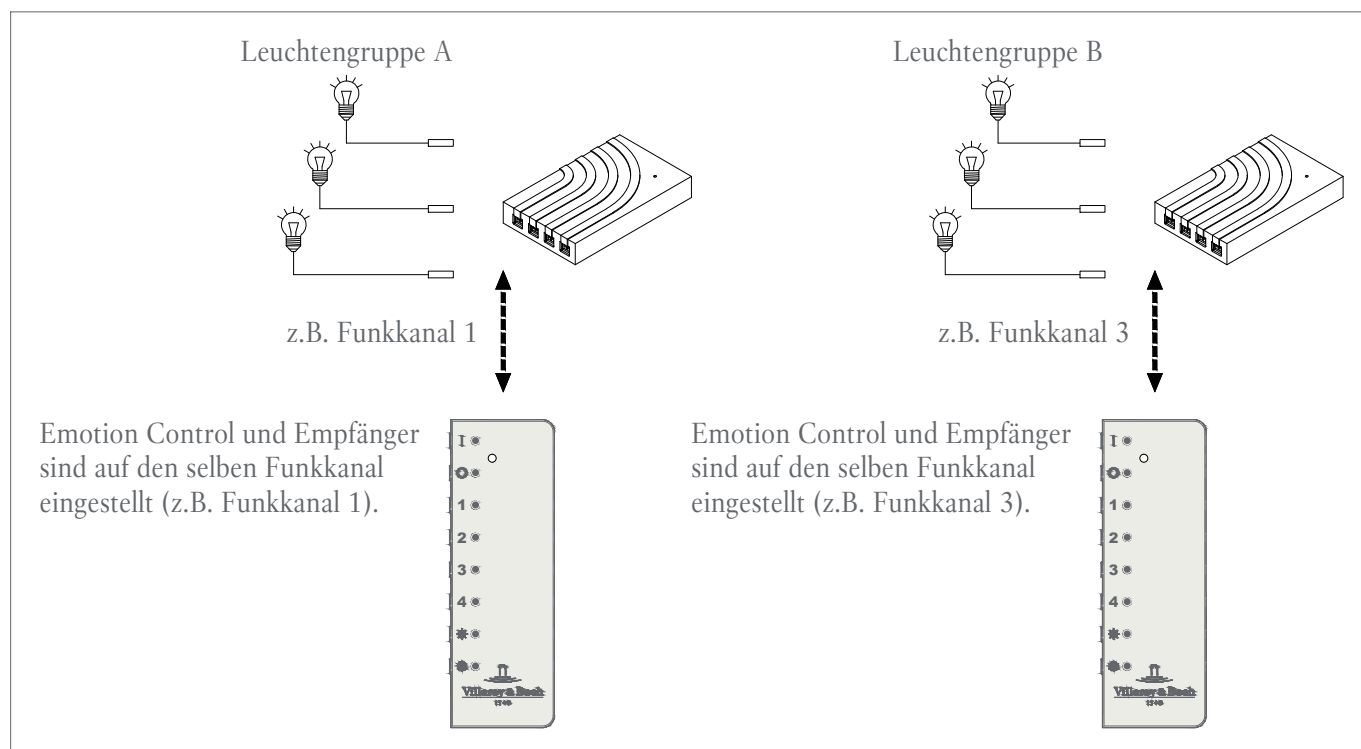 Leuchtengruppe A
z.B. Funkkanal 1
Emotion Control und Empfänger
sind auf den selben Funkkanal
eingestellt (z.B. Funkkanal 1).
I
1
2
3
4
Villeroy & Boch
1748
Leuchtengruppe B
z.B. Funkkanal 3
Emotion Control und Empfänger
sind auf den selben Funkkanal
eingestellt (z.B. Funkkanal 3).
I
1
2
3
4
Villeroy & Boch
1748